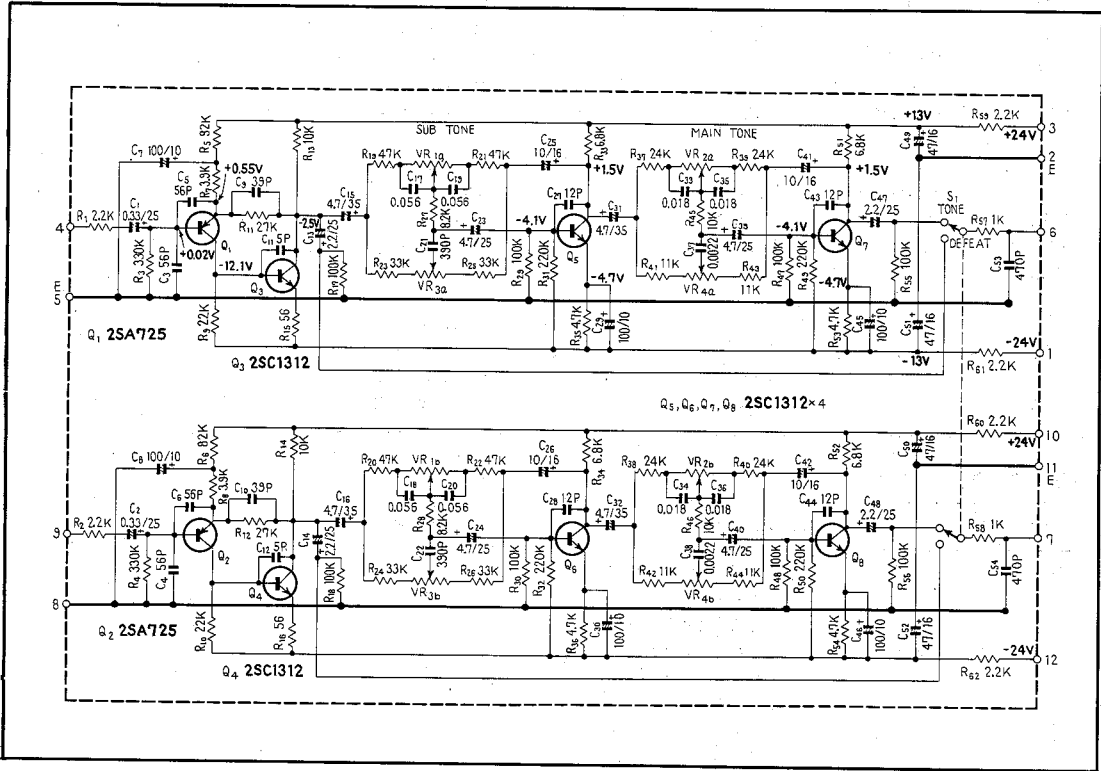 SUB TONE
MAIN TONE
R5 82K
C7 100/10
C5 56P
R7 3.9K
+0.55V
C9 39P
R1 2.2K
C1 0.33/25
R3 330K
C3 56P
+0.02V
Q1
R11 27K
C11 5P
-12.1V
Q3
R9 22K
R15 56
R13 10K
-2.5V
C13 2.2/25
R17 100K
C15 4.7/35
R19 47K
VR1a
R21 47K
C17 0.056
C19 0.056
8.2K
C21 390P
C23 4.7/25
R23 33K
VR3a
R25 33K
C25 10/16
R33 6.8K
+1.5V
C27 12P
-4.1V
R29 100K
R31 220K
Q5
-4.7V
R35 4.7K
C29 100/10
C31 4.7/35
R37 24K
VR2a
R39 24K
C33 0.018
C35 0.018
R45 10K
C37 0.0022
C39 4.7/25
R41 11K
VR4a
R43 11K
C41 10/16
R51 6.8K
+1.5V
C43 12P
-4.1V
R47 100K
R49 220K
Q7
-4.7V
R53 4.7K
C45 100/10
C47 2.2/25
R55 100K
+13V
C49 47/16
C51 47/16
-13V
S1 TONE
DEFEAT
R57 1K
C53 470P
R59 2.2K
+24V
-24V
R61 2.2K
3
2
E
4
6
E
5
1
Q1 2SA725
Q3 2SC1312
Q5, Q6, Q7, Q8 2SC1312×4
R6 82K
C8 100/10
C6 56P
R8 3.9K
C10 39P
R2 2.2K
C2 0.33/25
R4 330K
C4 56P
Q2
R12 27K
C12 5P
Q4
R10 22K
R16 56
R14 10K
C14 2.2/25
R18 100K
C16 4.7/35
R20 47K
VR1b
R22 47K
C18 0.056
C20 0.056
R28 8.2K
C22 390P
C24 4.7/25
R24 33K
VR3b
R26 33K
C26 10/16
R34 6.8K
C28 12P
R30 100K
R32 220K
Q6
R36 4.7K
C30 100/10
C32 4.7/35
R38 24K
VR2b
R40 24K
C34 0.018
C36 0.018
R46 10K
C38 0.0022
C40 4.7/25
R42 11K
VR4b
R44 11K
C42 10/16
R52 6.81K
C44 12P
R48 100K
R50 220K
Q8
R54 4.7K
C46 100/10
C48 2.2/25
R56 100K
C50 47/16
C52 47/16
R58 1K
C54 470P
R60 2.2K
+24V
-24V
R62 2.2K
10
11
E
9
7
8
12
Q2 2SA725
Q4 2SC1312